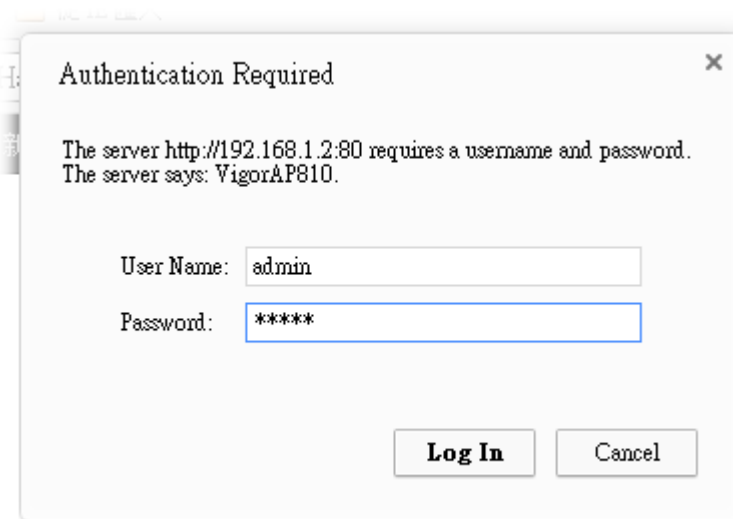 Authentication Required
The server http://192.168.1.2:80 requires a username and password.
The server says: VigorAP810.
User Name: admin
Password: *****
Log In Cancel